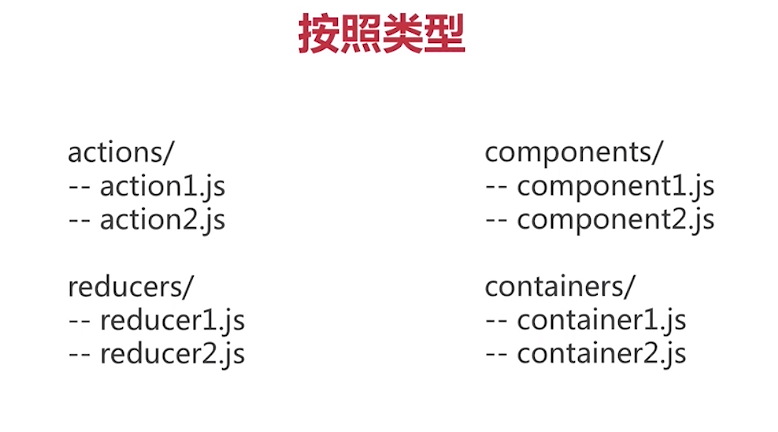 按照类型
actions/
-- action1.js
-- action2.js
reducers/
-- reducer1.js
-- reducer2.js
components/
-- component1.js
-- component2.js
containers/
-- container1.js
-- container2.js